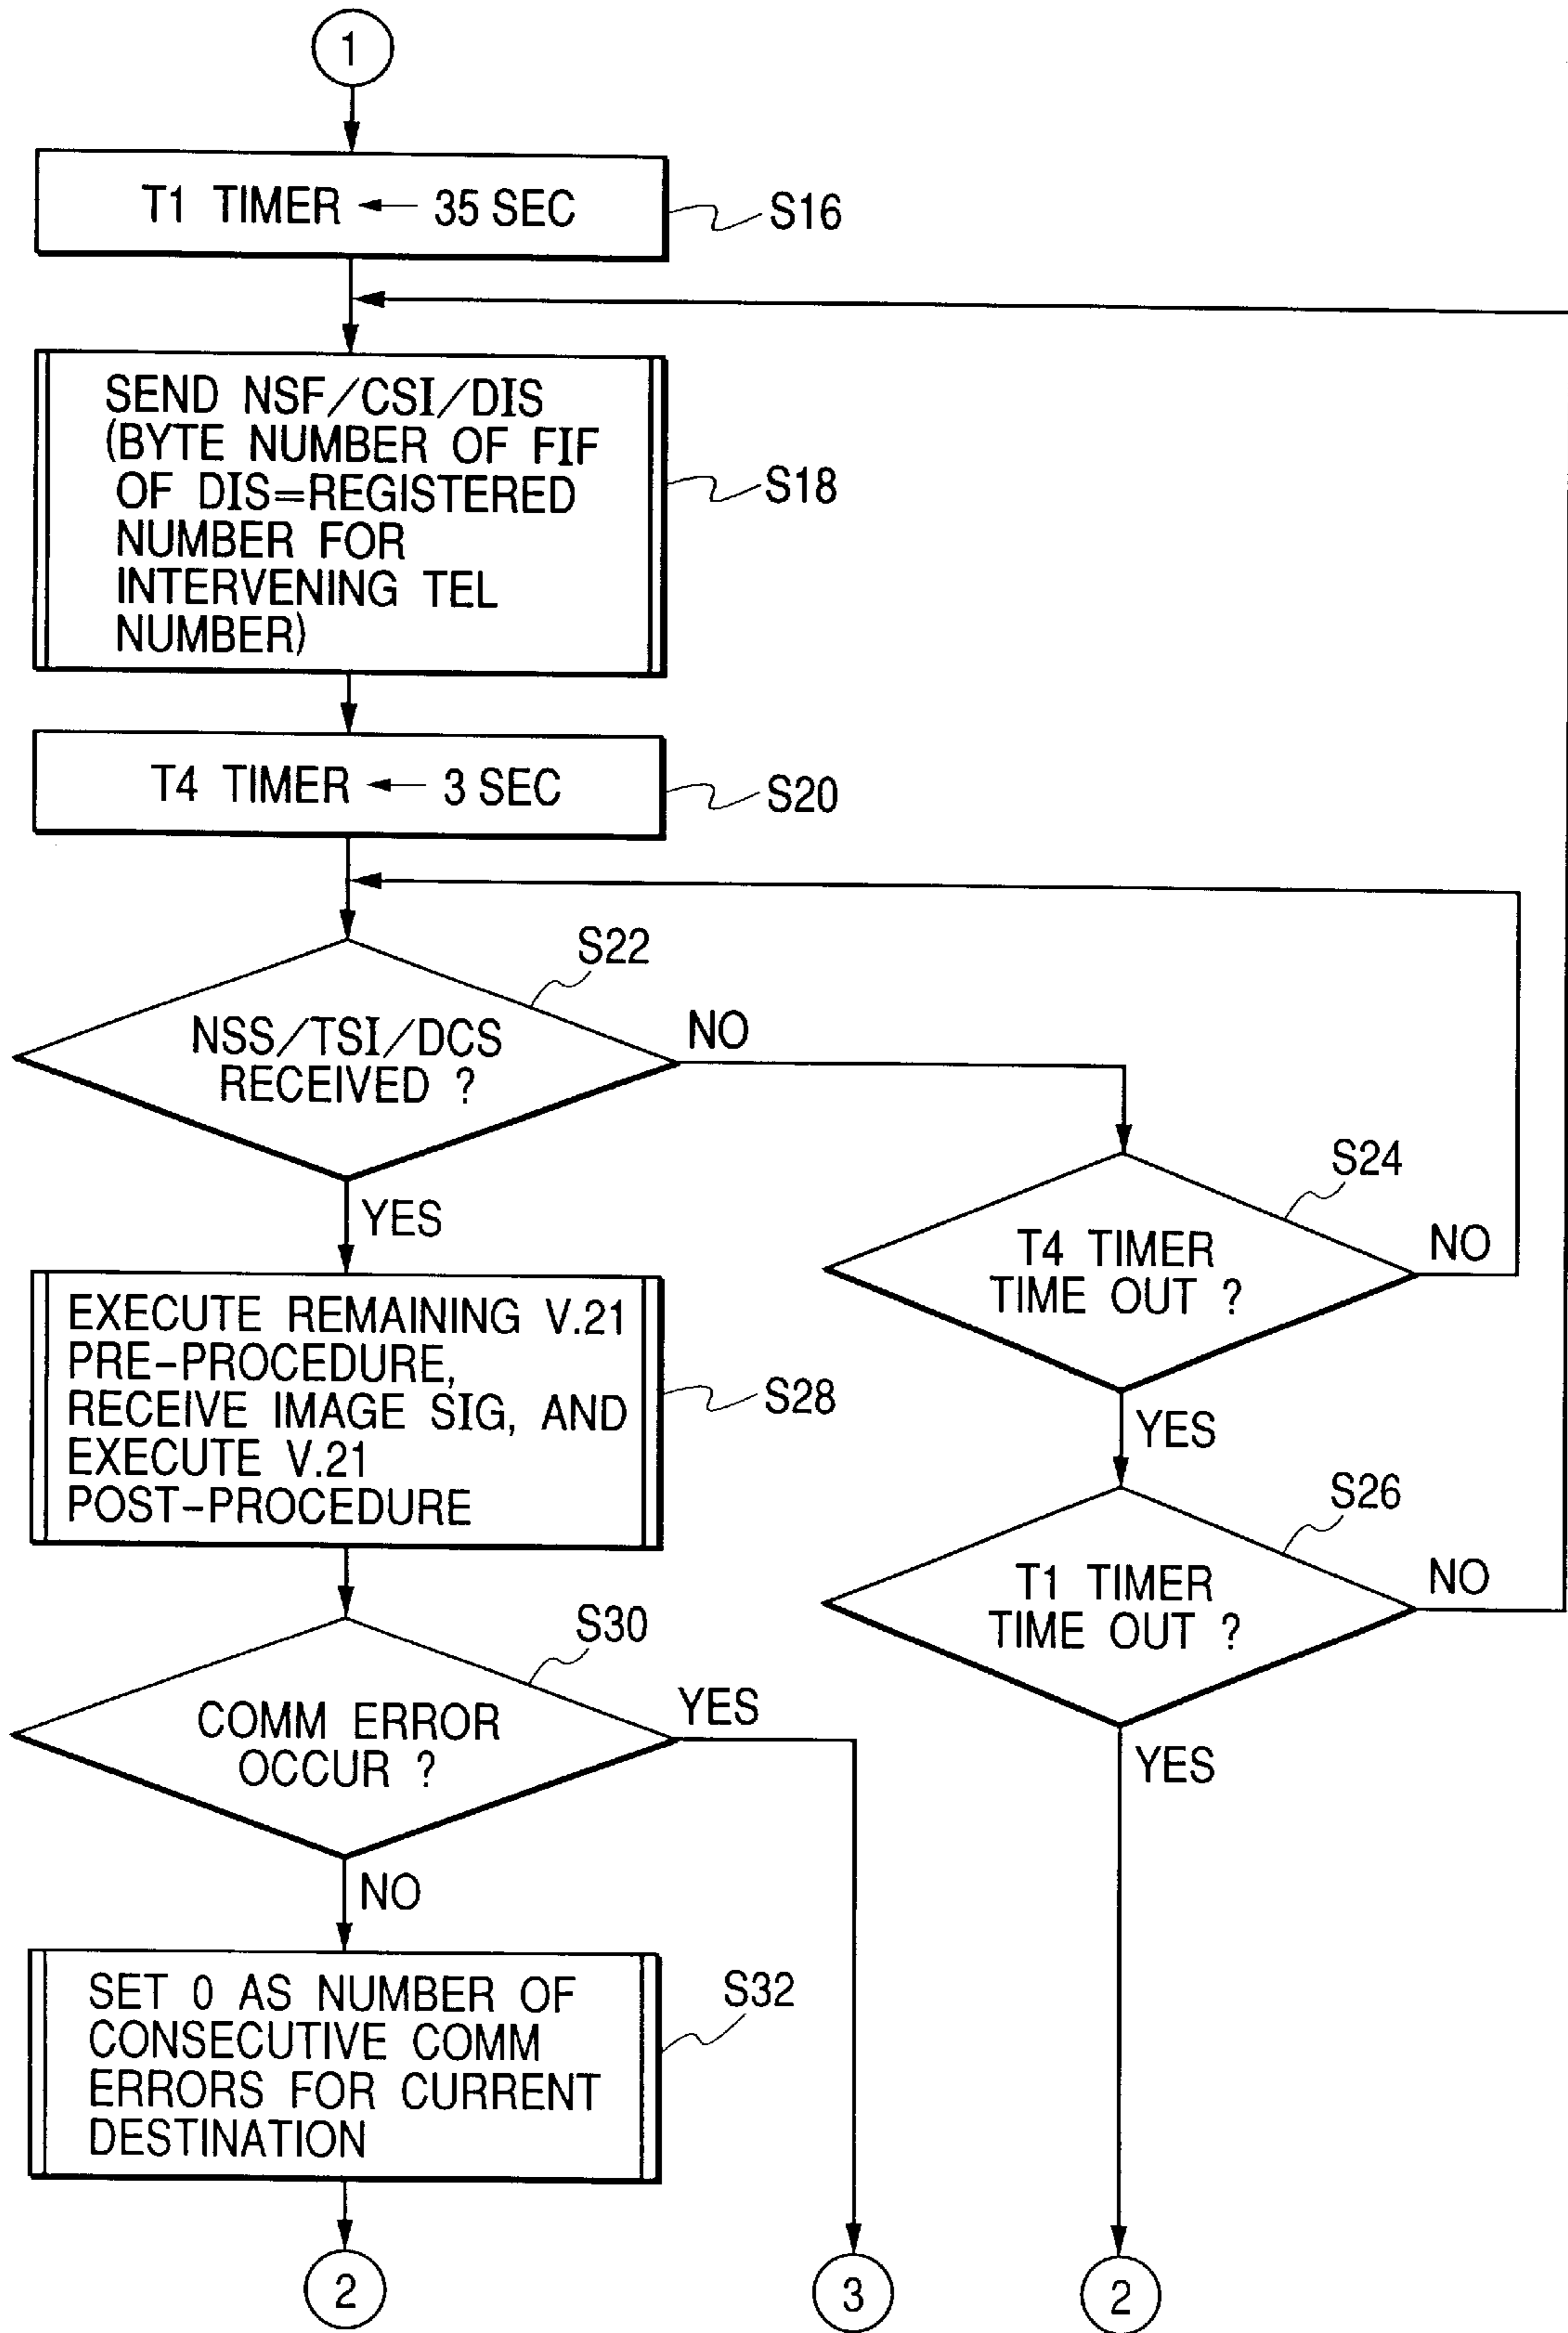 1
T1 TIMER ← 35 SEC
S16
SEND NSF/CSI/DIS
(BYTE NUMBER OF FIF
OF DIS=REGISTERED
NUMBER FOR
INTERVENING TEL
NUMBER)
S18
T4 TIMER ← 3 SEC
S20
S22
NSS/TSI/DCS
RECEIVED ?
NO
YES
S24
T4 TIMER
TIME OUT ?
NO
YES
EXECUTE REMAINING V.21
PRE-PROCEDURE,
RECEIVE IMAGE SIG, AND
EXECUTE V.21
POST-PROCEDURE
S28
S26
T1 TIMER
TIME OUT ?
NO
YES
S30
COMM ERROR
OCCUR ?
YES
NO
SET 0 AS NUMBER OF
CONSECUTIVE COMM
ERRORS FOR CURRENT
DESTINATION
S32
2
3
2